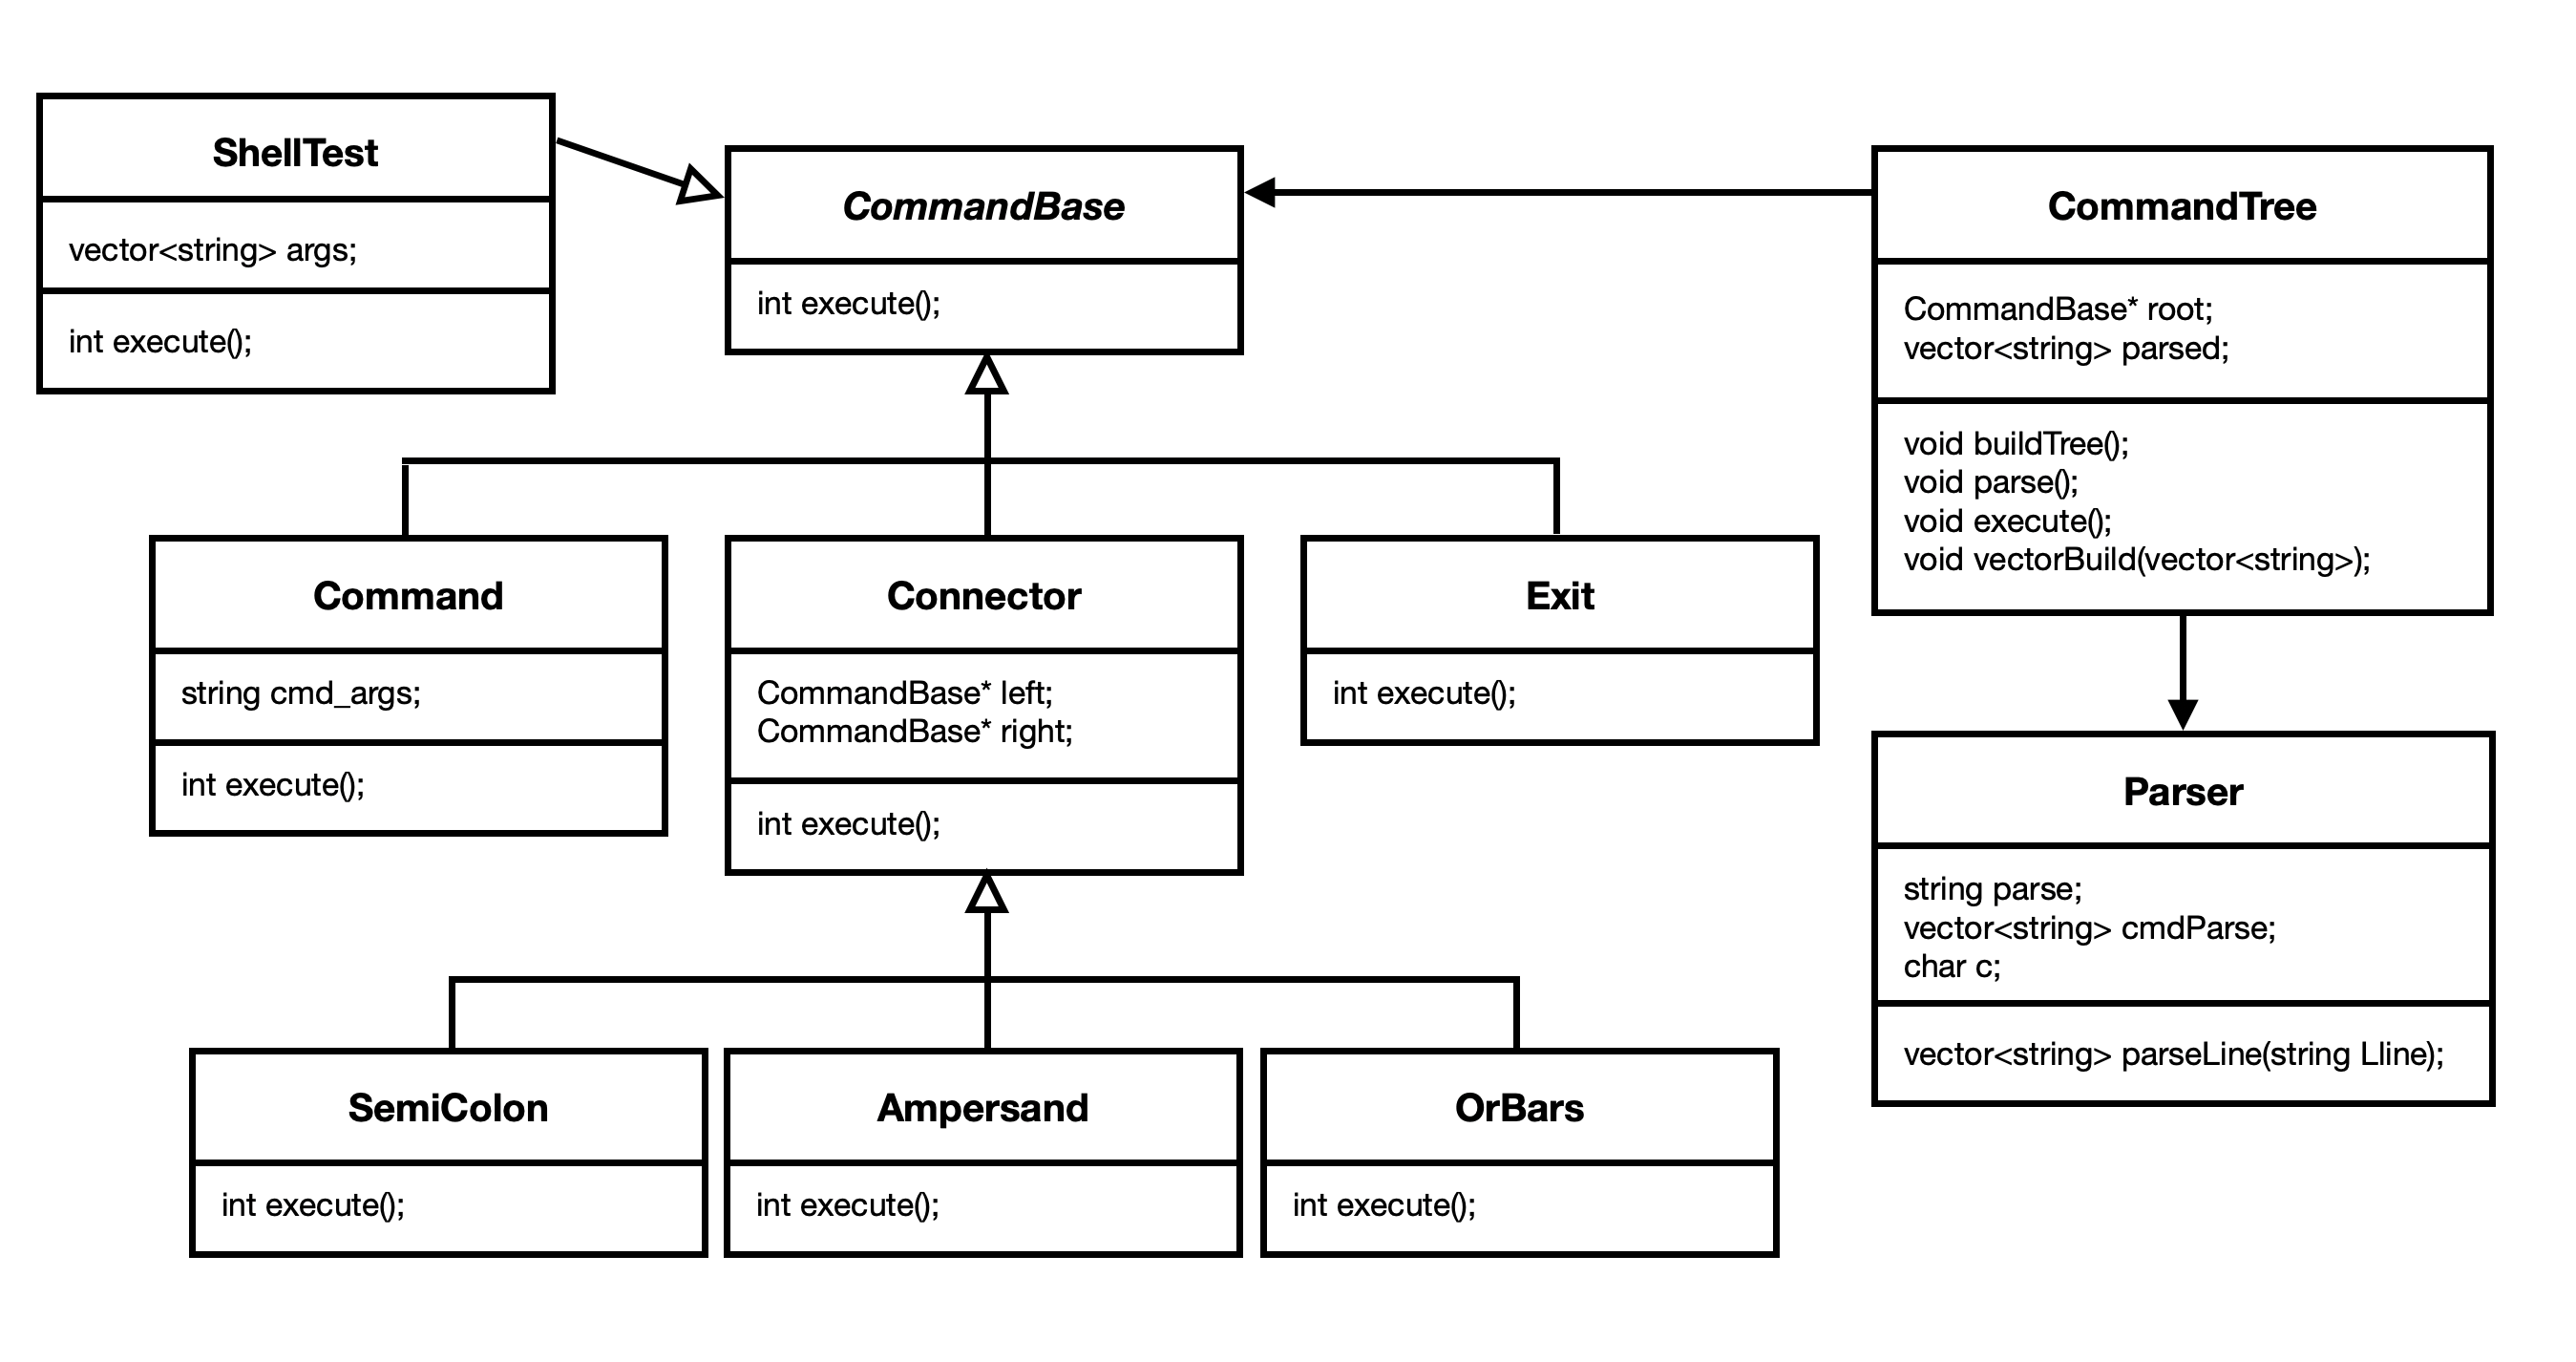 ShellTest
vector<string> args;
int execute();
CommandBase
int execute();
CommandTree
CommandBase* root;
vector<string> parsed;
void buildTree();
void parse();
void execute();
void vectorBuild(vector<string>);
Command
string cmd_args;
int execute();
Connector
CommandBase* left;
CommandBase* right;
int execute();
Exit
int execute();
Parser
string parse;
vector<string> cmdParse;
char c;
vector<string> parseLine(string Lline);
SemiColon
int execute();
Ampersand
int execute();
OrBars
int execute();